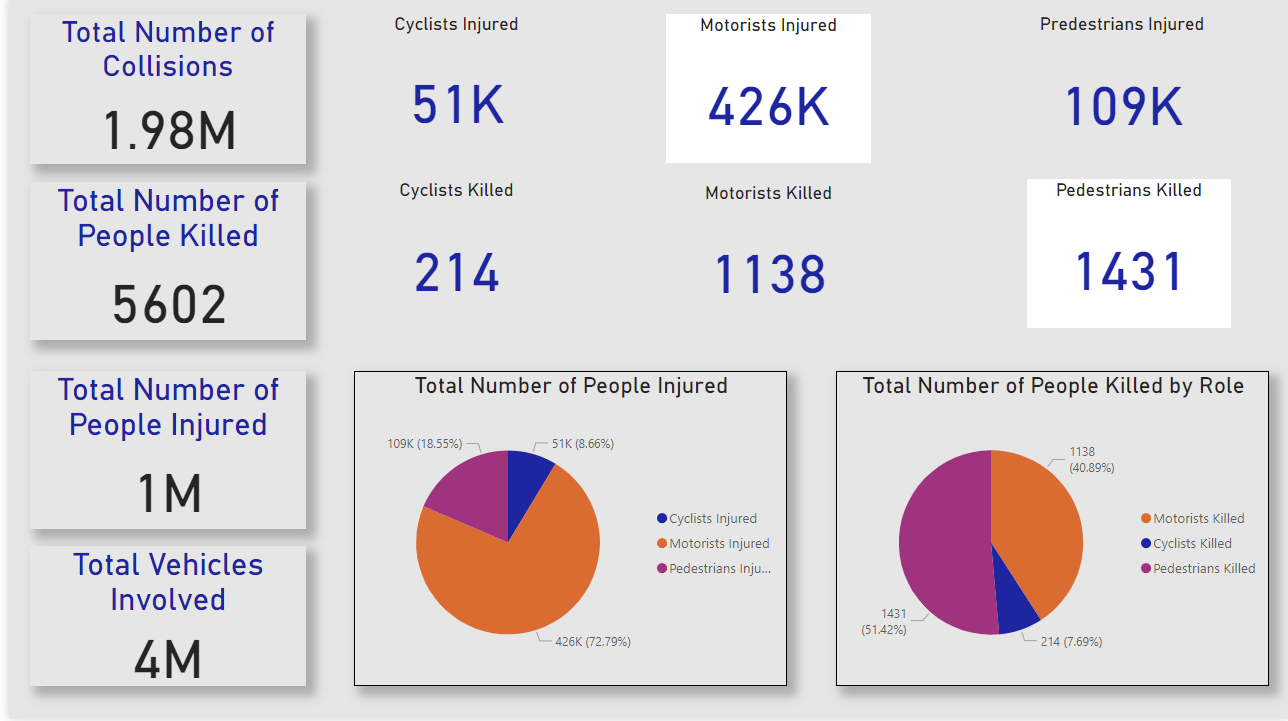 Total Number of
Collisions
1.98M
Cyclists Injured
51K
Motorists Injured
426K
Predestrians Injured
109K
Total Number of
People Killed
5602
Cyclists Killed
214
Motorists Killed
1138
Pedestrians Killed
1431
Total Number of
People Injured
1M
Total Vehicles
Involved
4M
Total Number of People Injured
109K (18.55%)
51K (8.66%)
426K (72.79%)
Cyclists Injured
Motorists Injured
Pedestrians Inju...
Total Number of People Killed by Role
1138
(40.89%)
1431
(51.42%)
214 (7.69%)
Motorists Killed
Cyclists Killed
Pedestrians Killed